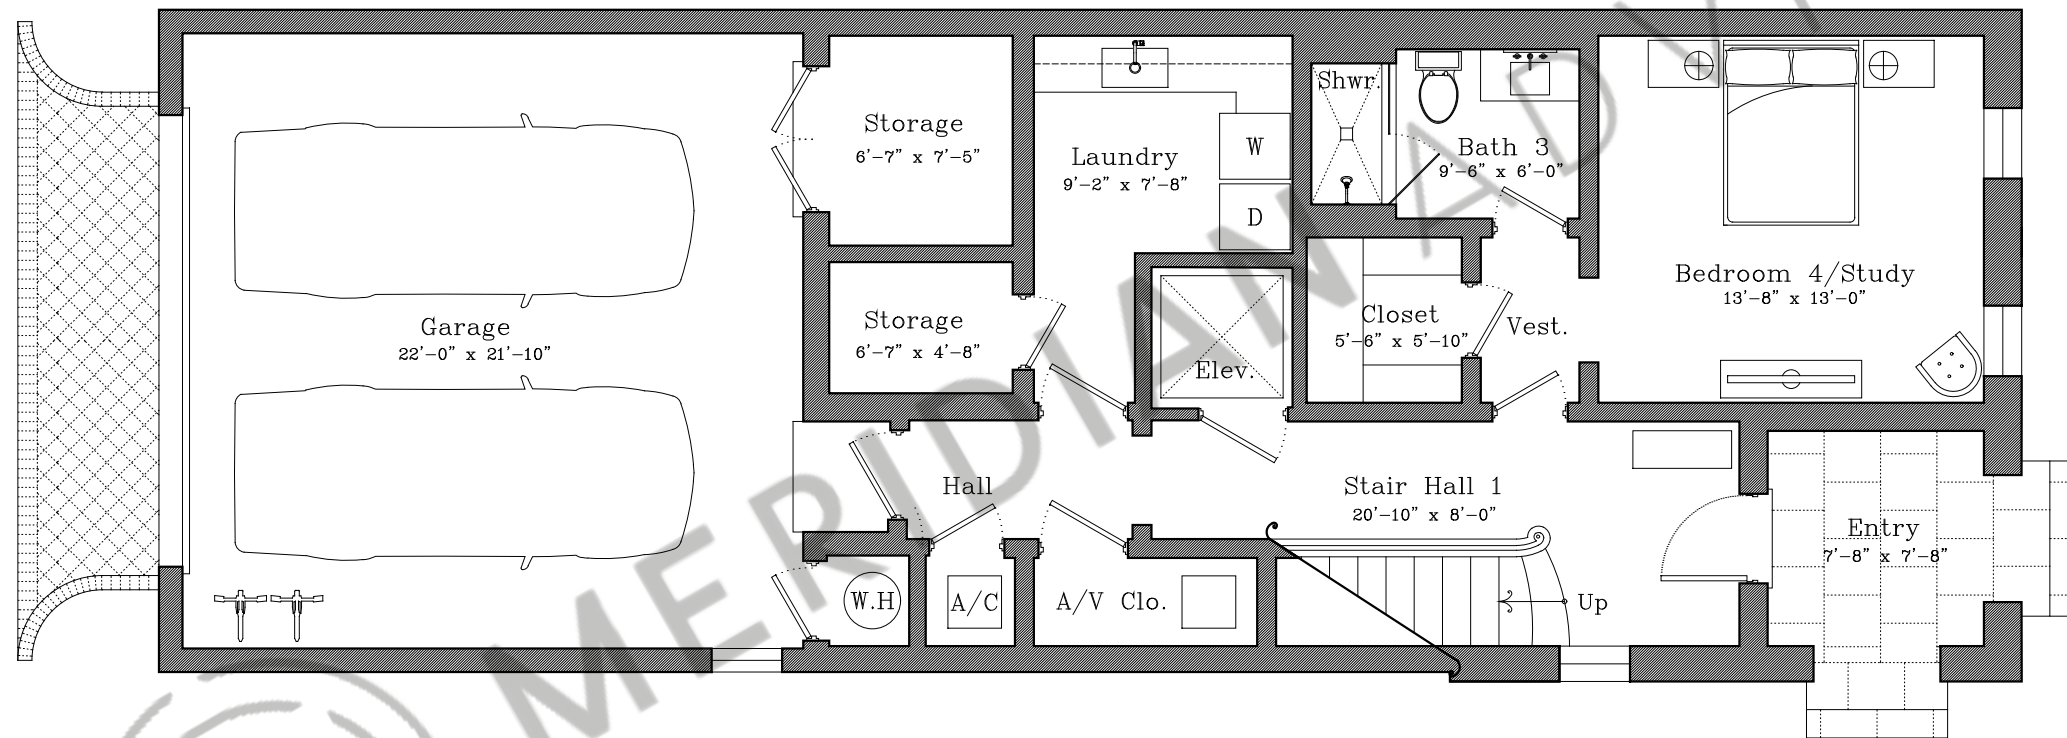 Shwr.
Storage
6'-7" x 7'-5"
Laundry
9'-2" x 7'-8"
W
D
Bath 3
9'-6" x 6'-0"
Bedroom 4/Study
13'-8" x 13'-0"
Garage
22'-0" x 21'-10"
Storage
6'-7" x 4'-8"
Elev.
Closet
5'-6" x 5'-10"
Vest.
Hall
Stair Hall 1
20'-10" x 8'-0"
Entry
7'-8" x 7'-8"
W.H
A/C
A/V Clo.
Up
MERIDIAN ADV